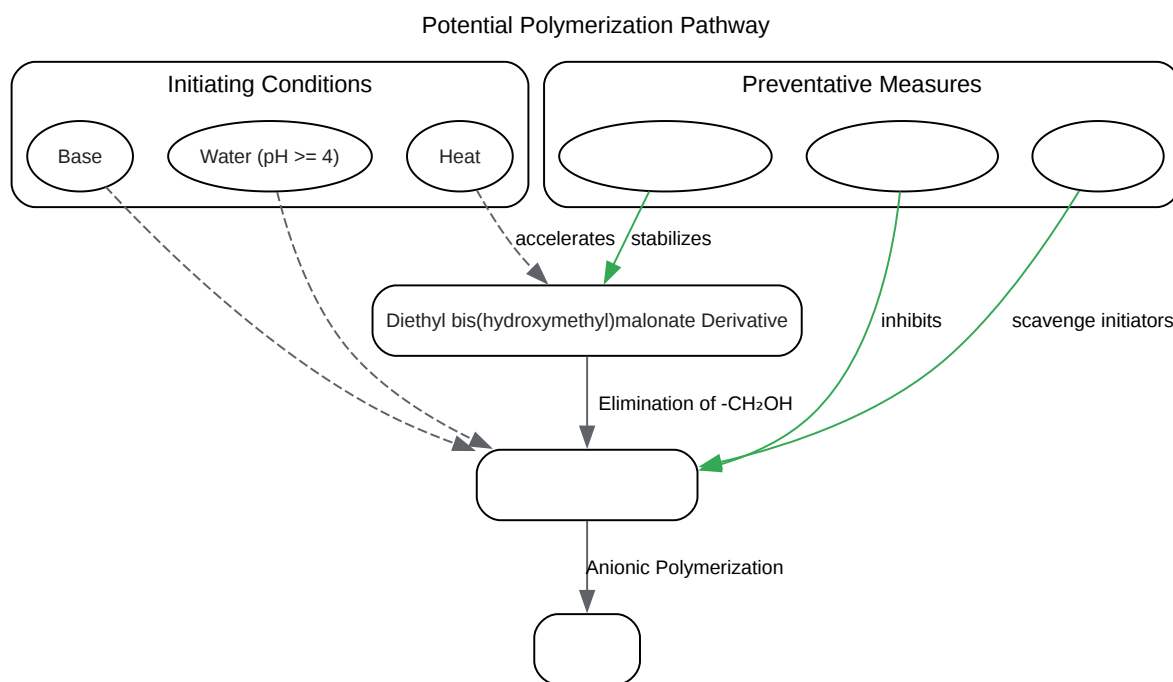 Potential Polymerization Pathway
Initiating Conditions
Preventative Measures
Base
Water (pH >= 4)
Heat
accelerates
stabilizes
Diethyl bis(hydroxymethyl)malonate Derivative
inhibits
scavenge initiators
Elimination of -CH₂OH
Anionic Polymerization